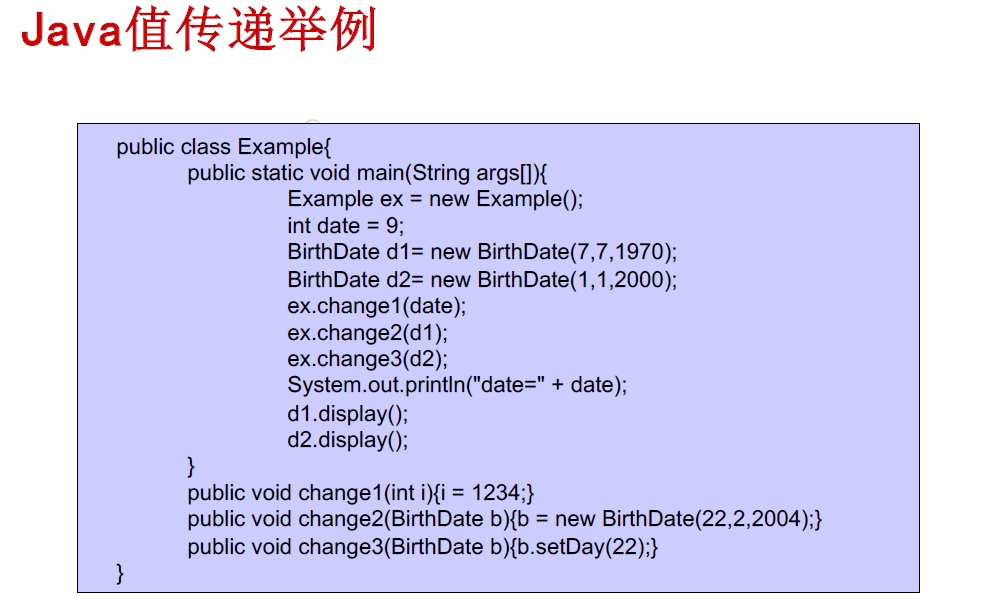 Java值传递举例
public class Example{
public static void main(String args[]){
Example ex = new Example();
int date = 9;
BirthDate d1= new BirthDate(7,7,1970);
BirthDate d2= new BirthDate(1,1,2000);
ex.change1(date);
ex.change2(d1);
ex.change3(d2);
System.out.println("date=" + date);
d1.display();
d2.display();
}
public void change1(int i){i = 1234;}
public void change2(BirthDate b){b = new BirthDate(22,2,2004);}
public void change3(BirthDate b){b.setDay(22);}
}